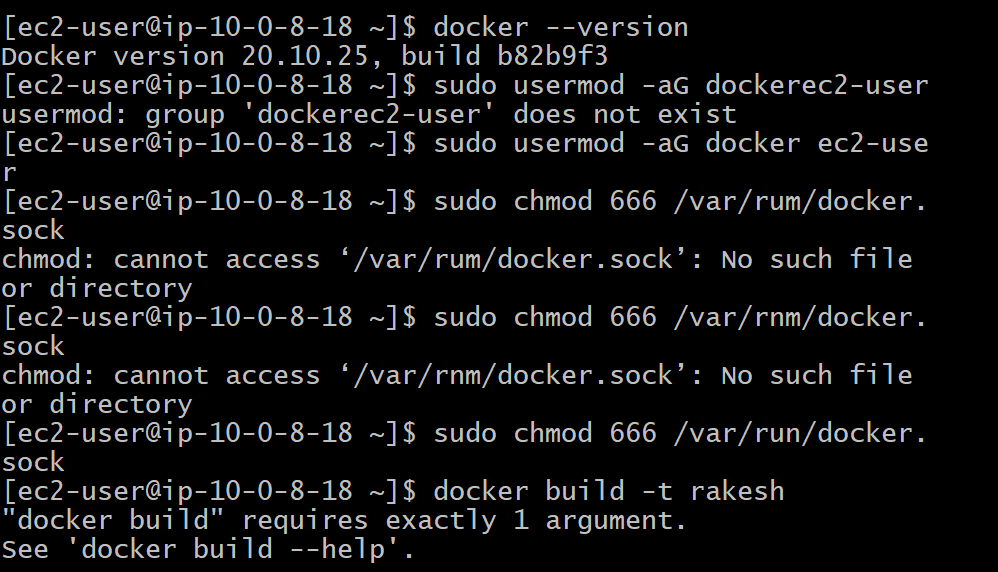 [ec2-user@ip-10-0-8-18 ~]$ docker --version
Docker version 20.10.25, build b82b9f3
[ec2-user@ip-10-0-8-18 ~]$ sudo usermod -aG dockerec2-user
usermod: group 'dockerec2-user' does not exist
[ec2-user@ip-10-0-8-18 ~]$ sudo usermod -aG docker ec2-use
r
[ec2-user@ip-10-0-8-18 ~]$ sudo chmod 666 /var/rum/docker.
sock
chmod: cannot access ‘/var/rum/docker.sock’: No such file
or directory
[ec2-user@ip-10-0-8-18 ~]$ sudo chmod 666 /var/rnm/docker.
sock
chmod: cannot access ‘/var/rnm/docker.sock’: No such file
or directory
[ec2-user@ip-10-0-8-18 ~]$ sudo chmod 666 /var/run/docker.
sock
[ec2-user@ip-10-0-8-18 ~]$ docker build -t rakesh
"docker build" requires exactly 1 argument.
See 'docker build --help'.